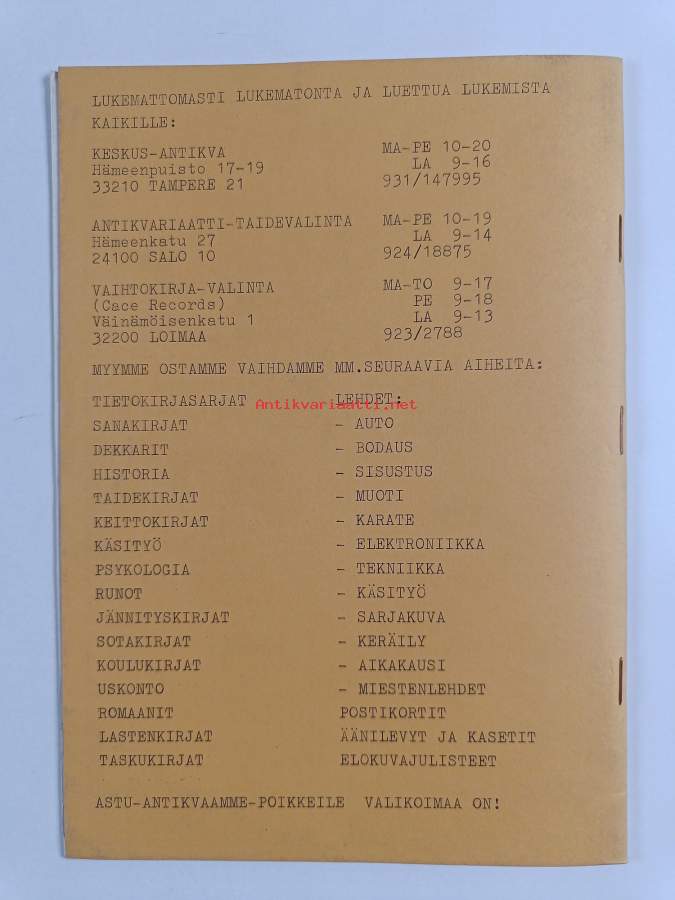 LUKEMATTOMASTI LUKEMATONTA JA LUETTUA LUKEMISTA
KAIKILLE:
KESKUS-ANTIKVA MA-PE 10-20
Hämeenpuisto 17-19 LA 9-16
33210 TAMPERE 21 931/147995
ANTIKVARIAATTI-TAIDEVALINTA MA-PE 10-19
Hämeenkatu 27 LA 9-14
24100 SALO 10 924/18875
VAIHTOKIRJA-VALINTA MA-TO 9-17
(Cace Records) PE 9-18
Väinämöisenkatu 1 LA 9-13
32200 LOIMAA 923/2788
MYYMME OSTAMME VAIHDAMME MM.SEURAAVIA AIHEITA:
TIETOKIRJASARJAT LEHDET:
Antikvariaatti.net
SANAKIRJAT - AUTO
DEKKARIT - BODAUS
HISTORIA - SISUSTUS
TAIDEKIRJAT - MUOTI
KEITTOKIRJAT - KARATE
KÄSITYÖ - ELEKTRONIIKKA
PSYKOLOGIA - TEKNIIKKA
RUNOT - KÄSITYÖ
JÄNNITYSKIRJAT - SARJAKUVA
SOTAKIRJAT - KERÄILY
KOULUKIRJAT - AIKAKAUSI
USKONTO - MIESTENLEHDET
ROMAANIT POSTIKORTIT
LASTENKIRJAT ÄÄNILEVYT JA KASETIT
TASKUKIRJAT ELOKUVAJULISTEET
ASTU-ANTIKVAAMME-POIKKEILE VALIKOIMAA ON!